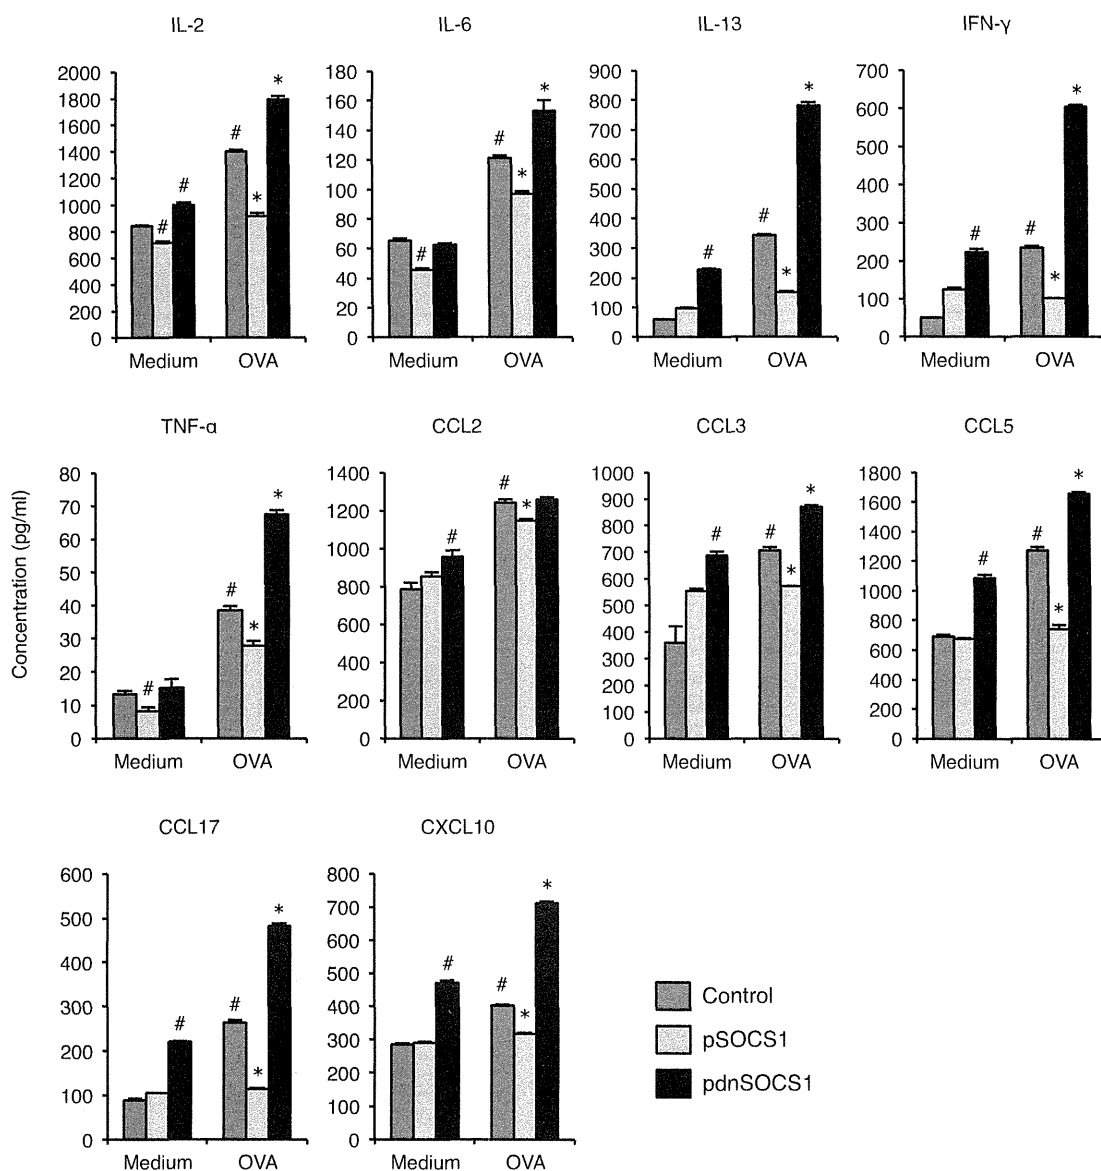 IL-2 IL-6 IL-13 IFN-γ
2000 1800 1600 1400 1200 1000 800 600 400 200 0
180 160 140 120 100 80 60 40 20 0
900 800 700 600 500 400 300 200 100 0
700 600 500 400 300 200 100 0
# # # * *
# # * *
# # * *
# # * *
Medium OVA Medium OVA Medium OVA Medium OVA
TNF-α CCL2 CCL3 CCL5
Concentration (pg/ml)
80 70 60 50 40 30 20 10 0
1400 1200 1000 800 600 400 200 0
1000 900 800 700 600 500 400 300 200 100 0
1800 1600 1400 1200 1000 800 600 400 200 0
# # * *
# # *
# # * *
# # * *
Medium OVA Medium OVA Medium OVA Medium OVA
CCL17 CXCL10
600 500 400 300 200 100 0
800 700 600 500 400 300 200 100 0
# # * *
# # * *
Medium OVA Medium OVA
Control
pSOCS1
pdnSOCS1